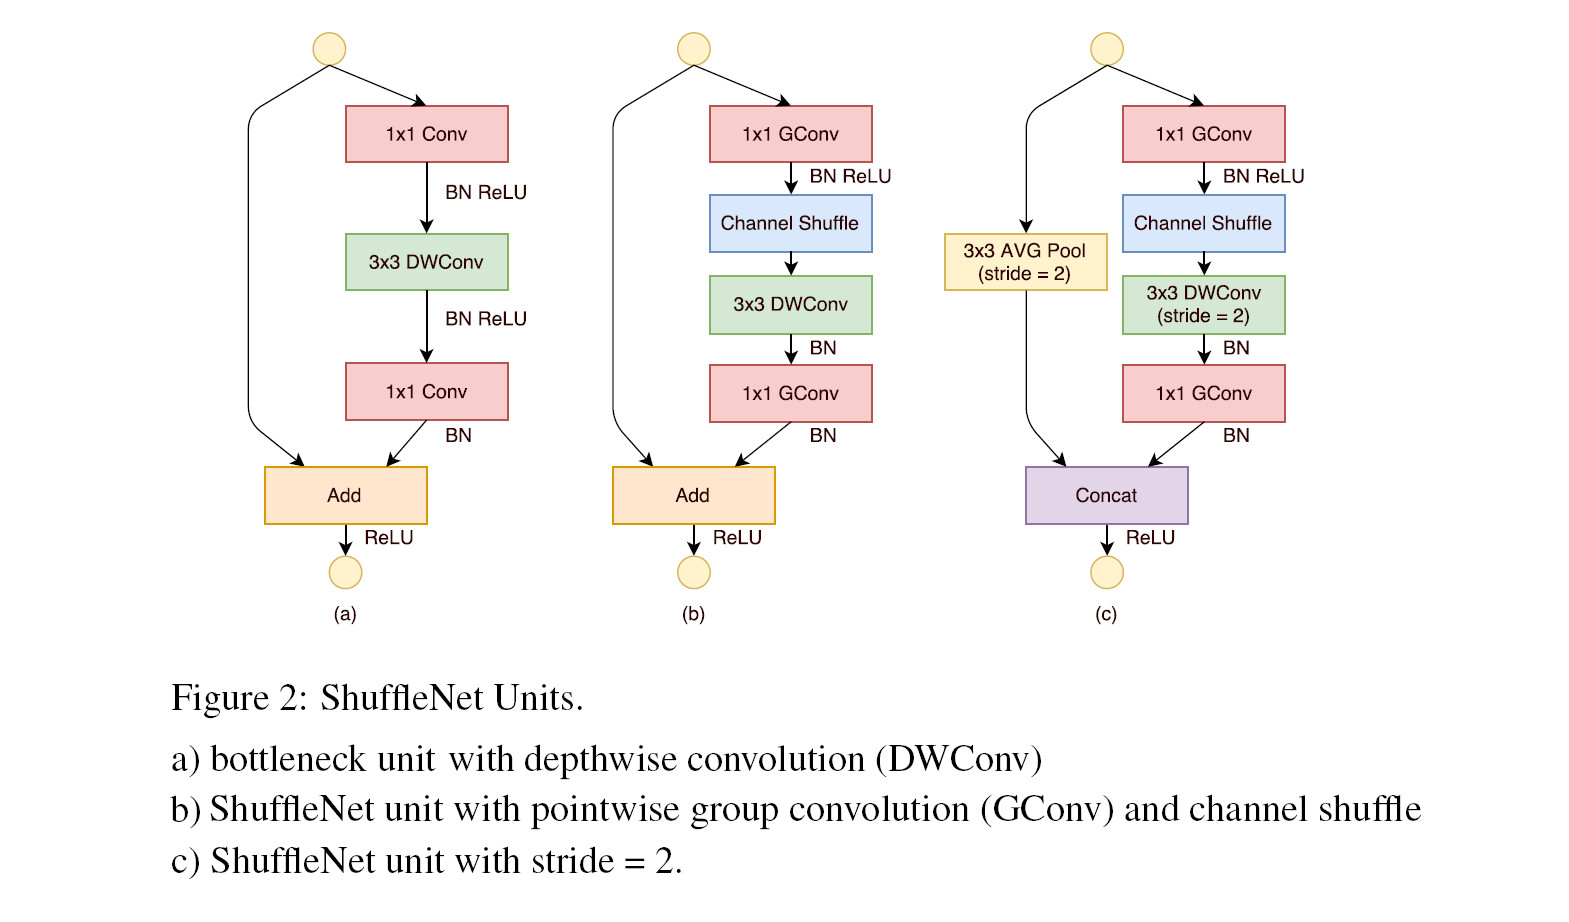 1x1 Conv
BN ReLU
3x3 DWConv
BN ReLU
1x1 Conv
BN
Add
ReLU
(a)
1x1 GConv
BN ReLU
Channel Shuffle
3x3 DWConv
BN
1x1 GConv
BN
Add
ReLU
(b)
3x3 AVG Pool
(stride = 2)
1x1 GConv
BN ReLU
Channel Shuffle
3x3 DWConv
(stride = 2)
BN
1x1 GConv
BN
Concat
ReLU
(c)
Figure 2: ShuffleNet Units.
a) bottleneck unit with depthwise convolution (DWConv)
b) ShuffleNet unit with pointwise group convolution (GConv) and channel shuffle
c) ShuffleNet unit with stride = 2.